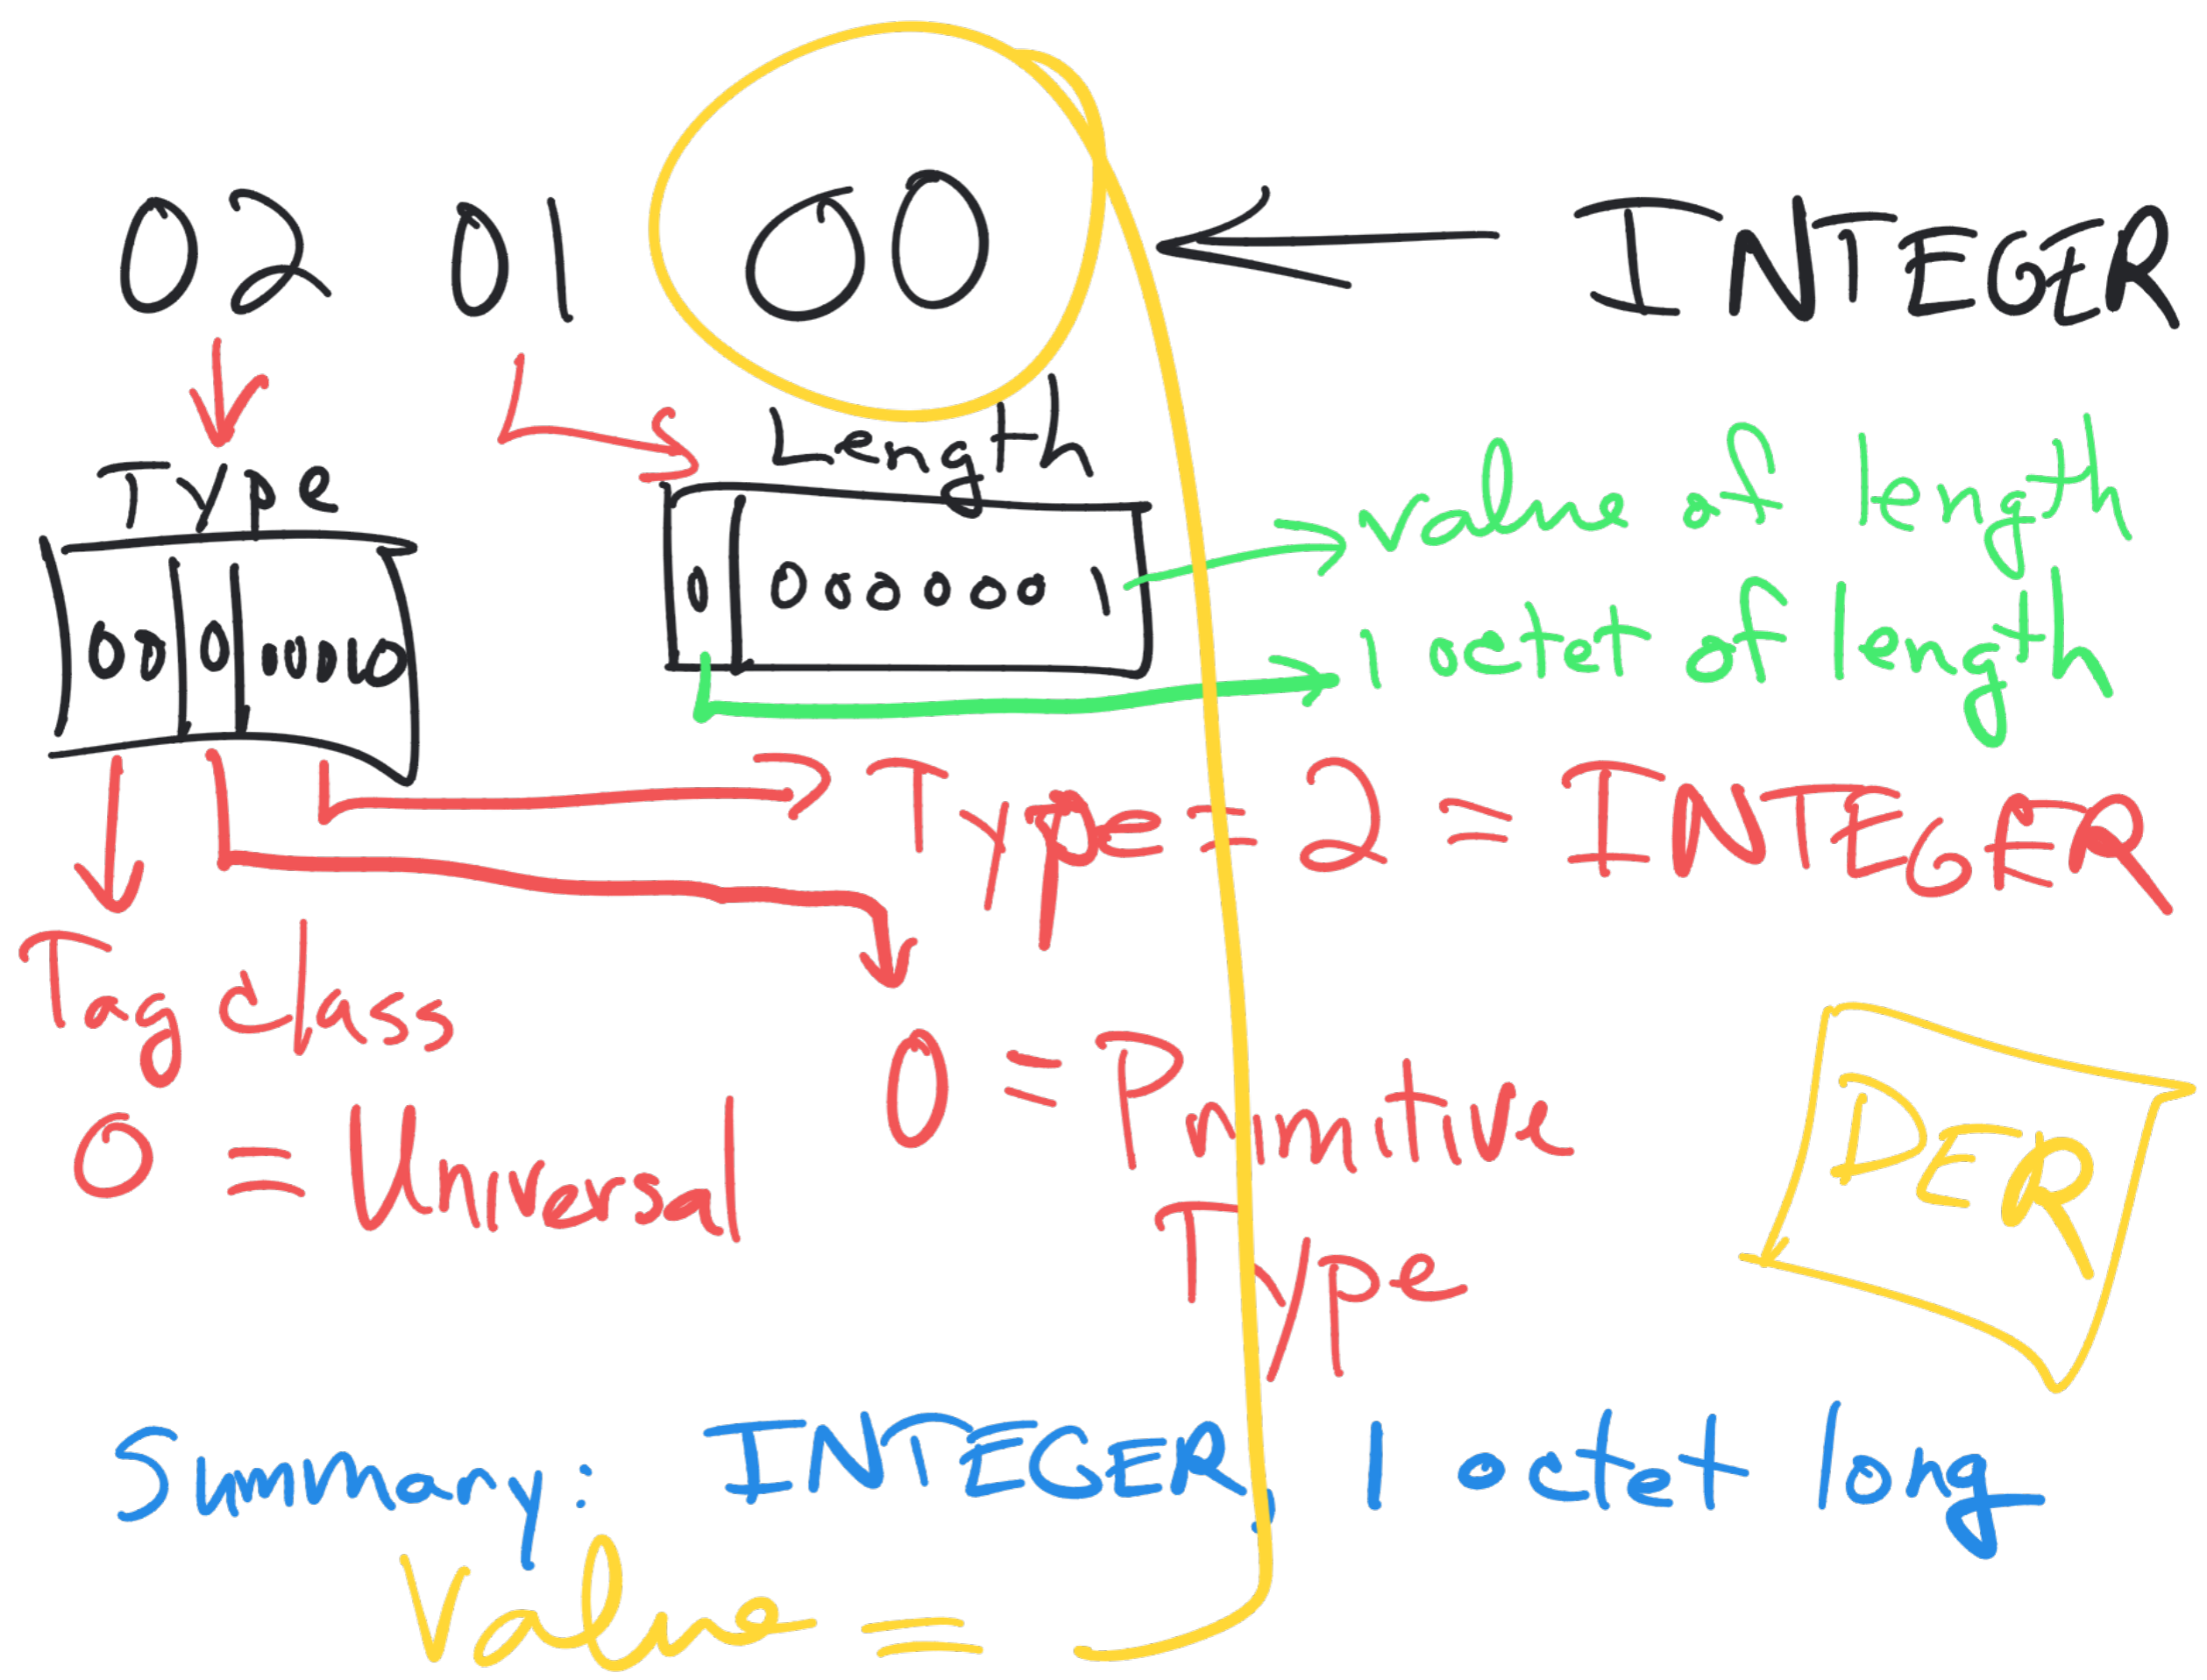 02 01 00 INTEGER
Type
00 0 00010
Length
0 0000001
value of length
1 octet of length
Type = 2 = INTEGER
Tag class
0 = Universal
0 = Primitive
Type
DER
Summary: INTEGER, 1 octet long
Value =